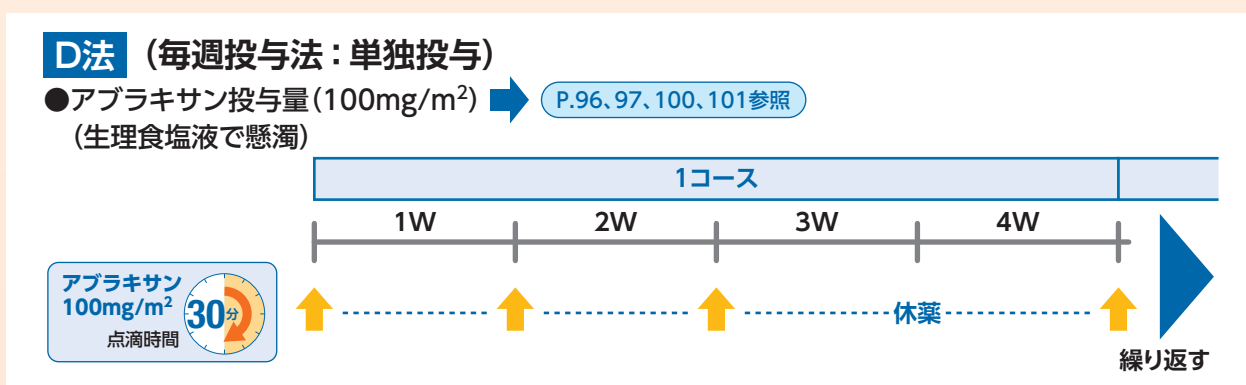 D法 (毎週投与法：単独投与)
●アブラキサン投与量(100mg/m²) P.96、97、100、101参照
(生理食塩液で懸濁)
1コース
1W 2W 3W 4W
アブラキサン
100mg/m²
30分
点滴時間
休薬
繰り返す